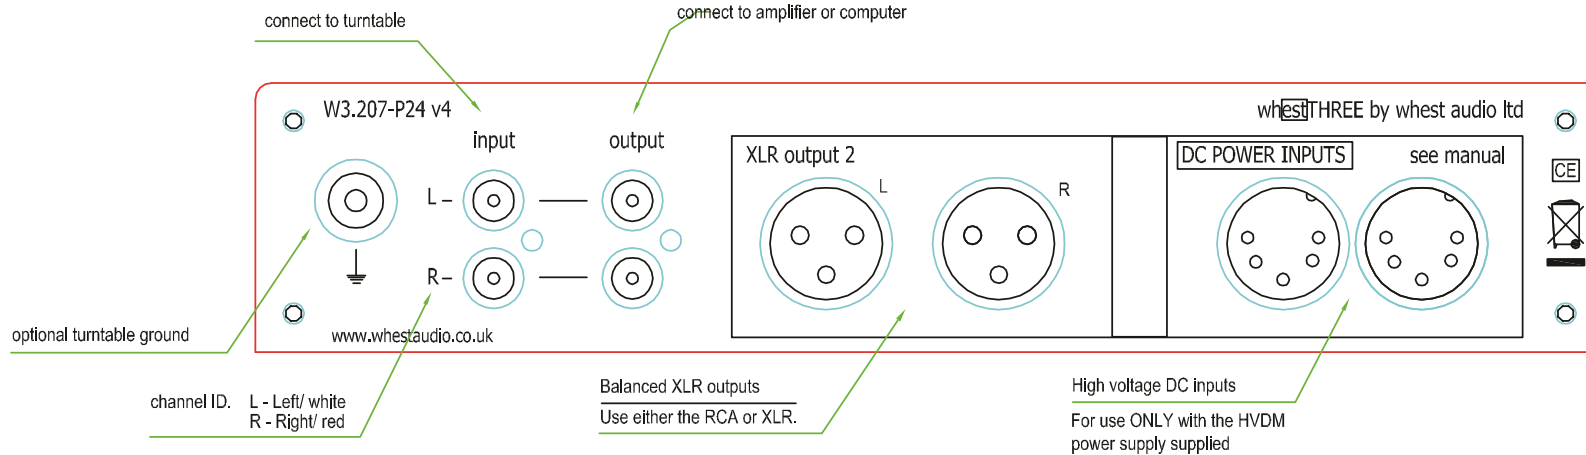 connect to turntable
connect to amplifier or computer
W3.207-P24 v4
whestTHREE by whest audio ltd
input
output
XLR output 2
DC POWER INPUTS
see manual
L
R
CE
L -
R -
optional turntable ground
www.whestaudio.co.uk
channel ID. L - Left/ white
R - Right/ red
Balanced XLR outputs
Use either the RCA or XLR.
High voltage DC inputs
For use ONLY with the HVDM
power supply supplied